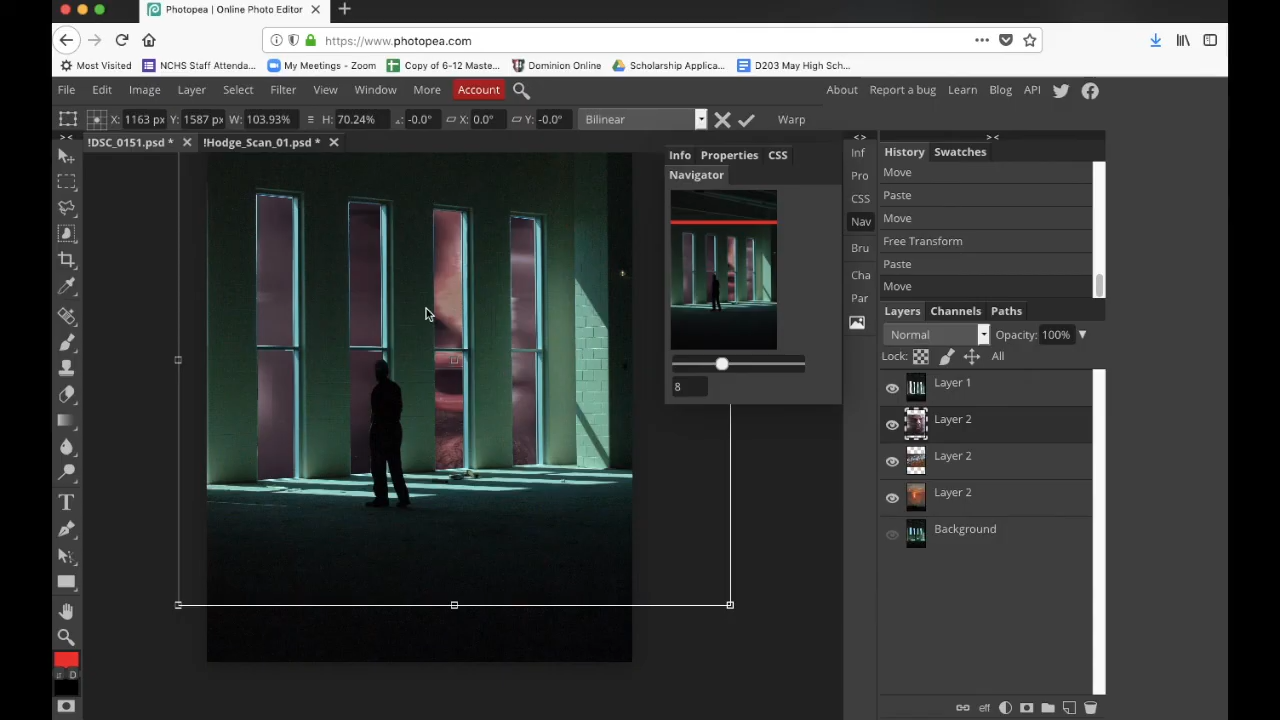 Photopea | Online Photo Editor
https://www.photopea.com
Most Visited NCHS Staff Attenda... My Meetings - Zoom Copy of 6-12 Maste... Dominion Online Scholarship Applica... D203 May High Sch...
File Edit Image Layer Select Filter View Window More Account About Report a bug Learn Blog API
X: 1163 px Y: 1587 px W: 103.93% H: 70.24% -0.0° X: 0.0° Y: -0.0° Bilinear Warp
> < !DSC_0151.psd * !Hodge_Scan_01.psd * < > > <
Info Properties CSS
Navigator
8
Inf
Pro
CSS
Nav
Bru
Cha
Par
History Swatches
Move
Paste
Move
Free Transform
Paste
Move
Layers Channels Paths
Normal Opacity: 100%
Lock: All
Layer 1
Layer 2
Layer 2
Layer 2
Background
T
D
eff